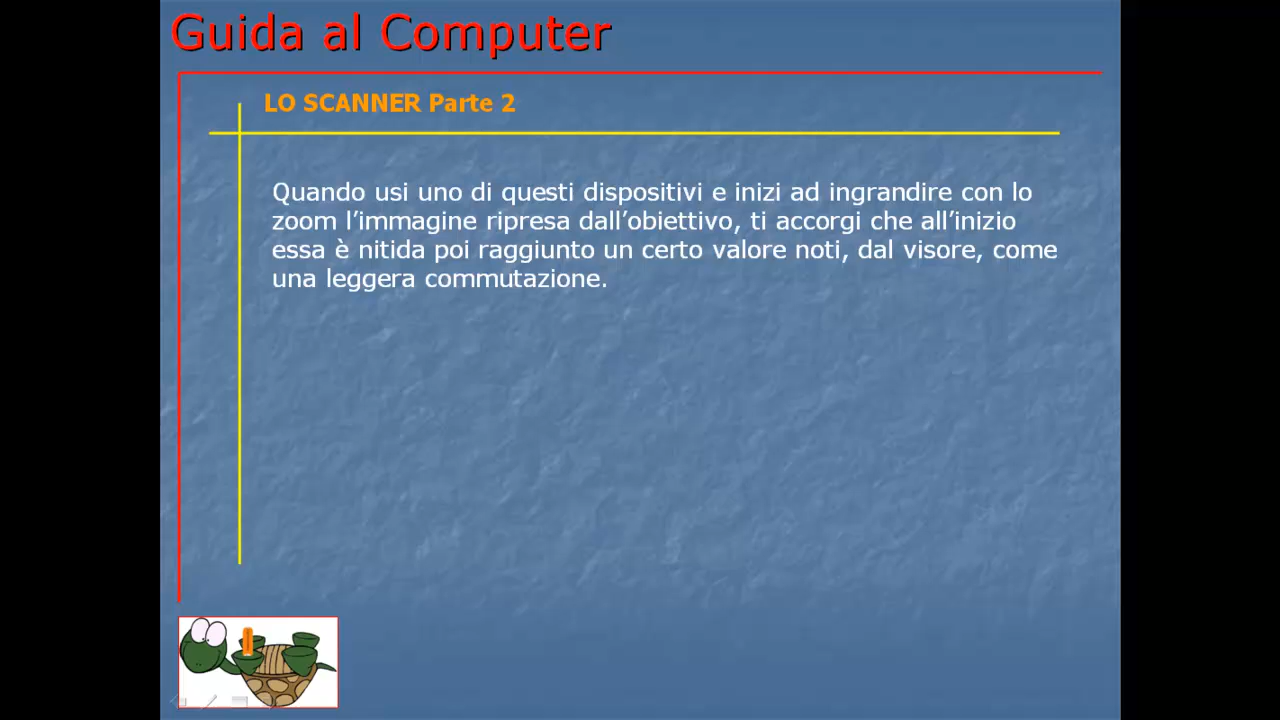 Guida al Computer
LO SCANNER Parte 2
Quando usi uno di questi dispositivi e inizi ad ingrandire con lo
zoom l’immagine ripresa dall’obiettivo, ti accorgi che all’inizio
essa è nitida poi raggiunto un certo valore noti, dal visore, come
una leggera commutazione.